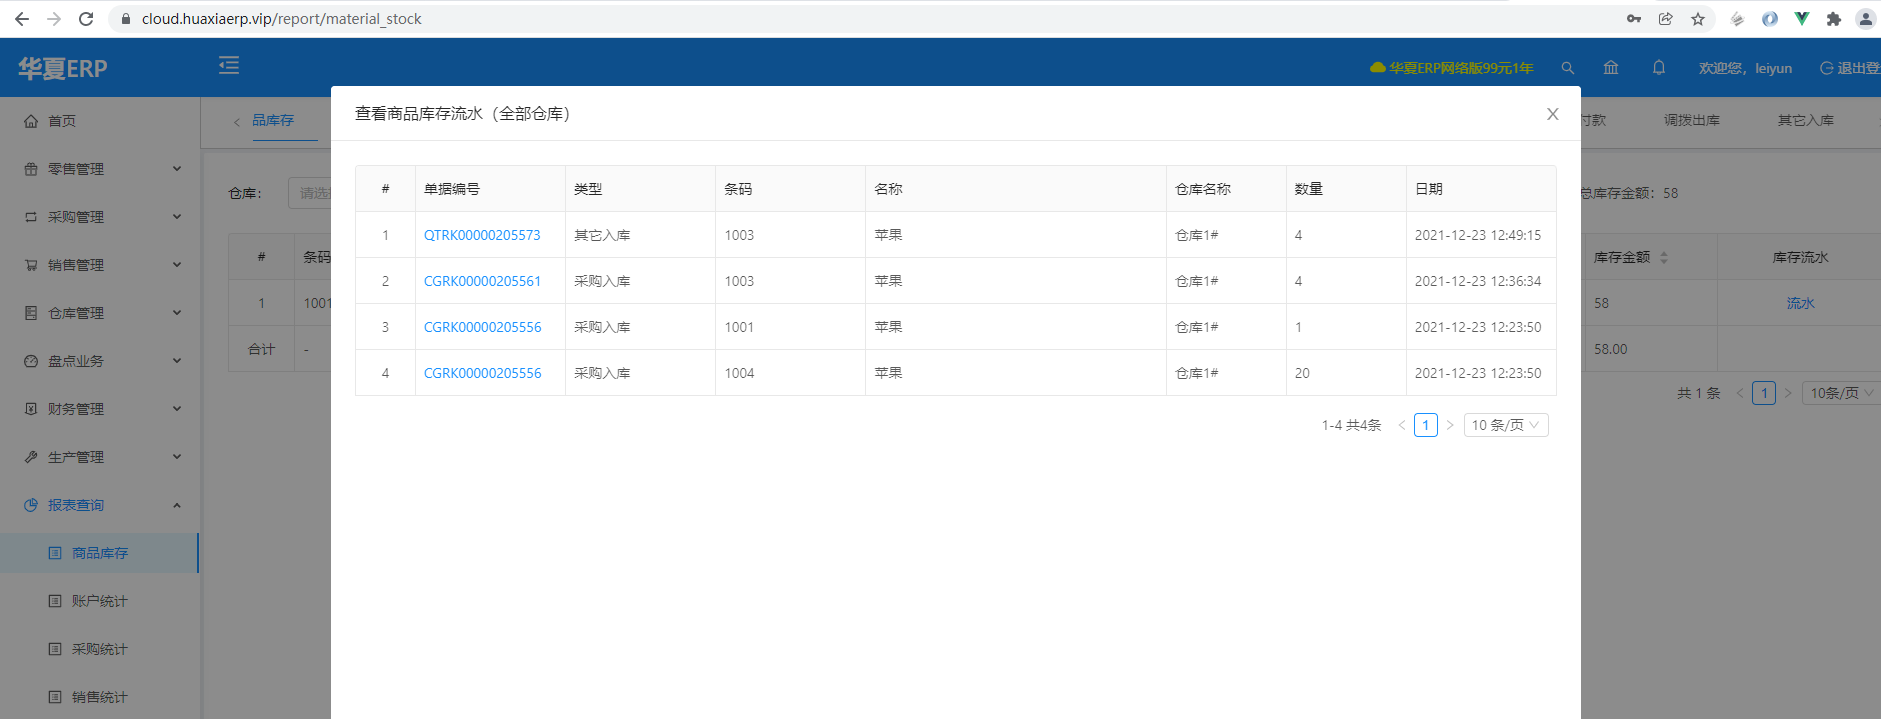 cloud.huaxiaerp.vip/report/material_stock
华夏ERP
华夏ERP网络版99元1年
欢迎您，leiyun
退出登
首页
零售管理
采购管理
销售管理
仓库管理
盘点业务
财务管理
生产管理
报表查询
商品库存
账户统计
采购统计
销售统计
品库存
付款 调拨出库 其它入库
仓库： 请选
总库存金额：58
# 条码 库存金额 库存流水
1 1001 58 流水
合计 - 58.00
共 1 条 1 10条/页
查看商品库存流水（全部仓库）
# 单据编号 类型 条码 名称 仓库名称 数量 日期
1 QTRK00000205573 其它入库 1003 苹果 仓库1# 4 2021-12-23 12:49:15
2 CGRK00000205561 采购入库 1003 苹果 仓库1# 4 2021-12-23 12:36:34
3 CGRK00000205556 采购入库 1001 苹果 仓库1# 1 2021-12-23 12:23:50
4 CGRK00000205556 采购入库 1004 苹果 仓库1# 20 2021-12-23 12:23:50
1-4 共4条 1 10 条/页